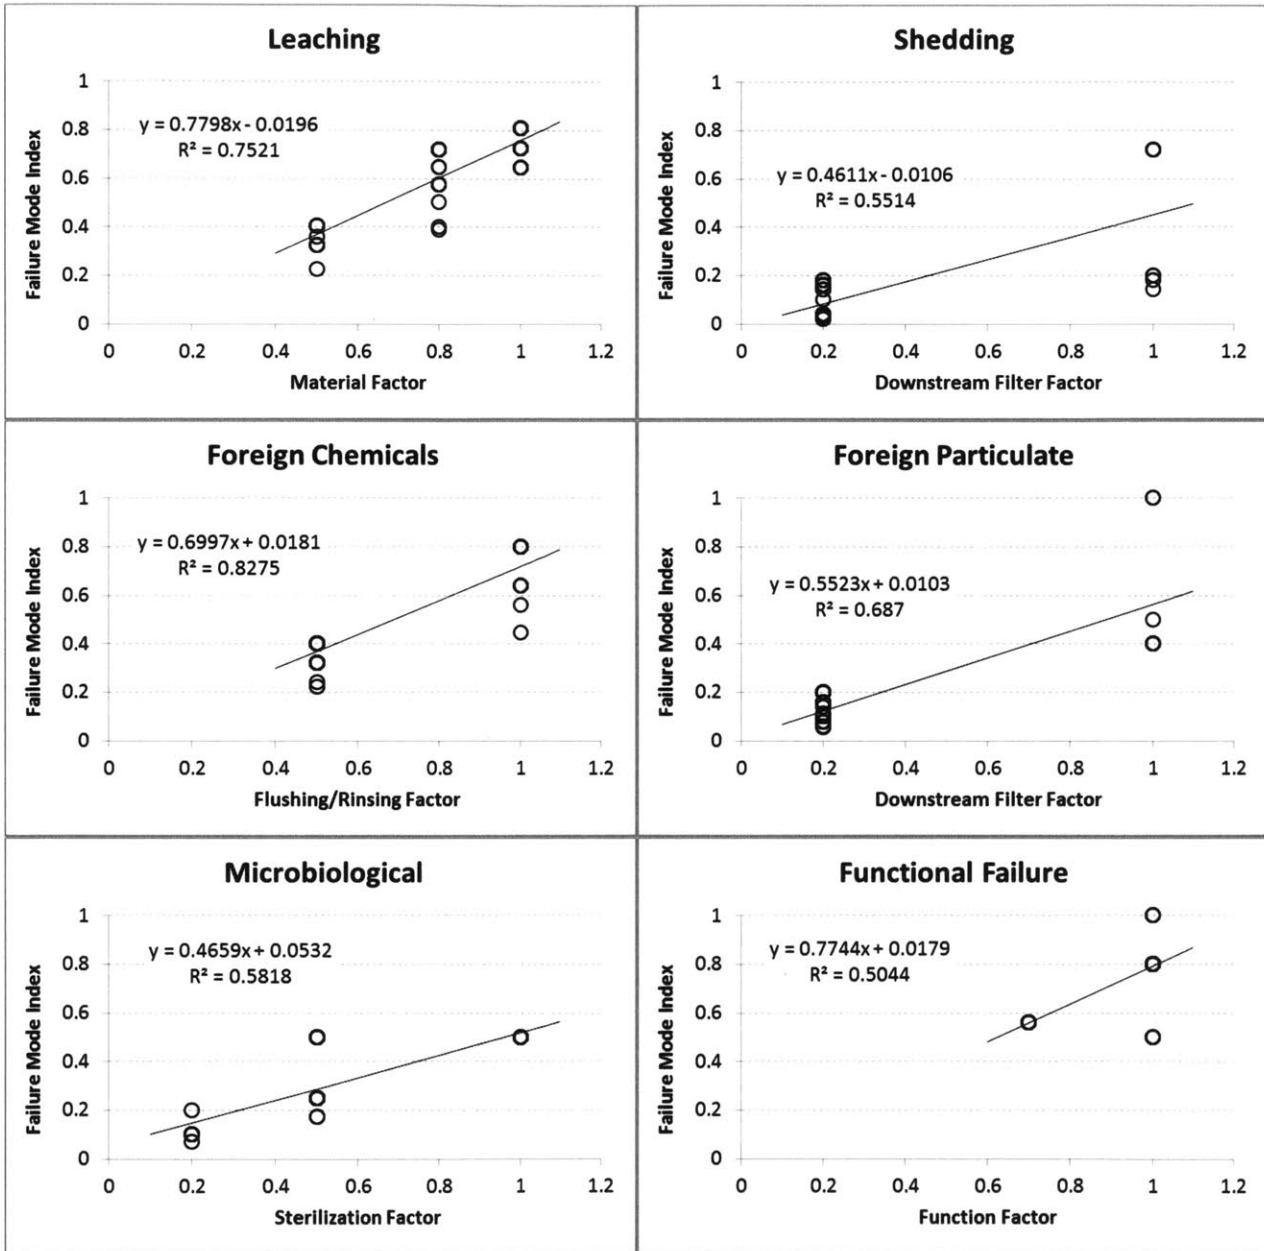 Leaching
Failure Mode Index
1
0.8
0.6
0.4
0.2
0
y = 0.7798x - 0.0196
R² = 0.7521
0 0.2 0.4 0.6 0.8 1 1.2
Material Factor
Shedding
Failure Mode Index
1
0.8
0.6
0.4
0.2
0
y = 0.4611x - 0.0106
R² = 0.5514
0 0.2 0.4 0.6 0.8 1 1.2
Downstream Filter Factor
Foreign Chemicals
Failure Mode Index
1
0.8
0.6
0.4
0.2
0
y = 0.6997x + 0.0181
R² = 0.8275
0 0.2 0.4 0.6 0.8 1 1.2
Flushing/Rinsing Factor
Foreign Particulate
Failure Mode Index
1
0.8
0.6
0.4
0.2
0
y = 0.5523x + 0.0103
R² = 0.687
0 0.2 0.4 0.6 0.8 1 1.2
Downstream Filter Factor
Microbiological
Failure Mode Index
1
0.8
0.6
0.4
0.2
0
y = 0.4659x + 0.0532
R² = 0.5818
0 0.2 0.4 0.6 0.8 1 1.2
Sterilization Factor
Functional Failure
Failure Mode Index
1
0.8
0.6
0.4
0.2
0
y = 0.7744x + 0.0179
R² = 0.5044
0 0.2 0.4 0.6 0.8 1 1.2
Function Factor